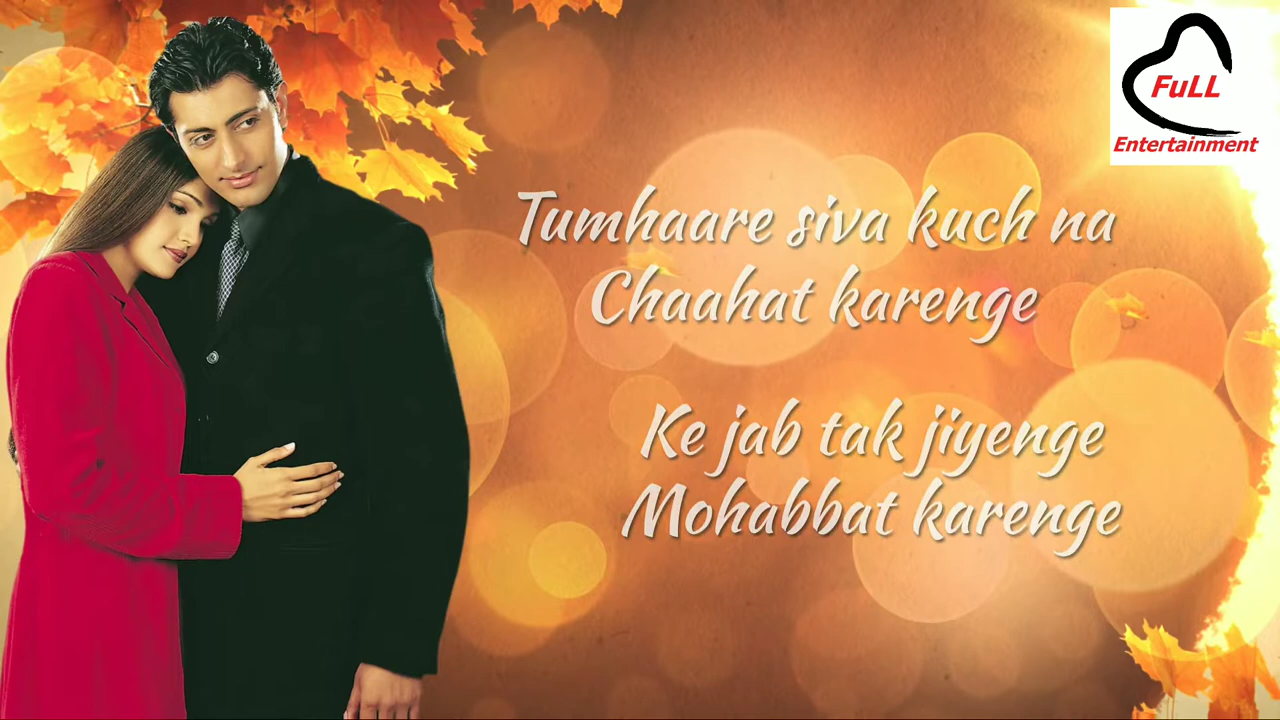 FuLL
Entertainment
Tumhaare siva kuch na
Chaahat karenge
Ke jab tak jiyenge
Mohabbat karenge